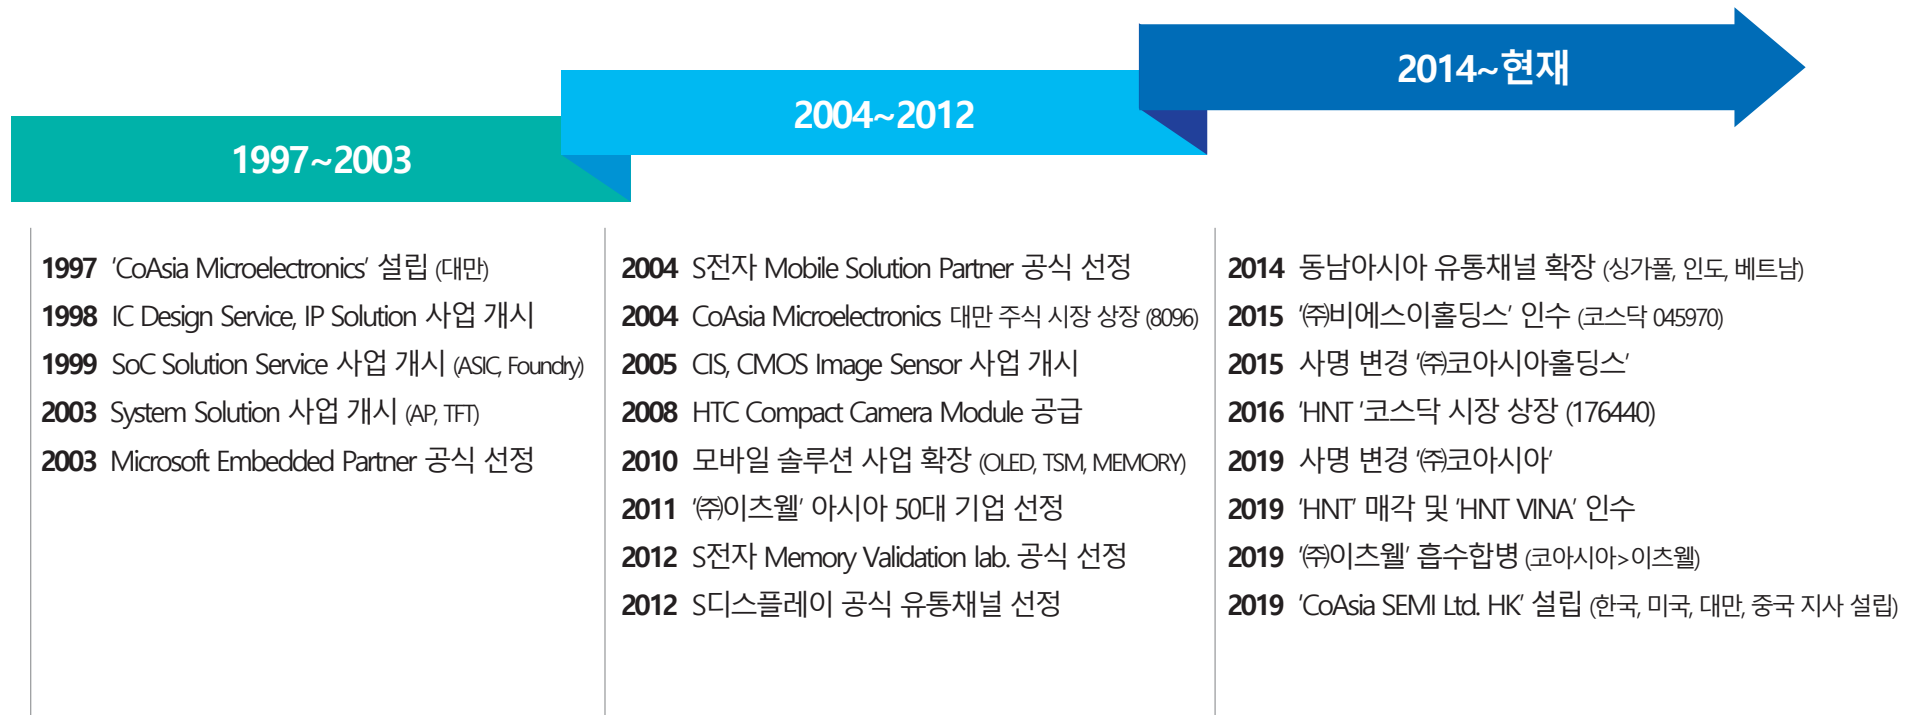 1997~2003
1997 'CoAsia Microelectronics' 설립 (대만)
1998 IC Design Service, IP Solution 사업 개시
1999 SoC Solution Service 사업 개시 (ASIC, Foundry)
2003 System Solution 사업 개시 (AP, TFT)
2003 Microsoft Embedded Partner 공식 선정
2004~2012
2004 S전자 Mobile Solution Partner 공식 선정
2004 CoAsia Microelectronics 대만 주식 시장 상장 (8096)
2005 CIS, CMOS Image Sensor 사업 개시
2008 HTC Compact Camera Module 공급
2010 모바일 솔루션 사업 확장 (OLED, TSM, MEMORY)
2011 '㈜이츠웰' 아시아 50대 기업 선정
2012 S전자 Memory Validation lab. 공식 선정
2012 S디스플레이 공식 유통채널 선정
2014~현재
2014 동남아시아 유통채널 확장 (싱가폴, 인도, 베트남)
2015 '㈜비에스이홀딩스' 인수 (코스닥 045970)
2015 사명 변경 '㈜코아시아홀딩스'
2016 'HNT '코스닥 시장 상장 (176440)
2019 사명 변경 '㈜코아시아'
2019 'HNT' 매각 및 'HNT VINA' 인수
2019 '㈜이츠웰' 흡수합병 (코아시아>이츠웰)
2019 'CoAsia SEMI Ltd. HK' 설립 (한국, 미국, 대만, 중국 지사 설립)